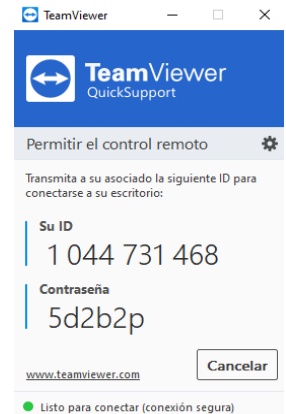 TeamViewer
TeamViewer
QuickSupport
Permitir el control remoto
Transmita a su asociado la siguiente ID para
conectarse a su escritorio:
Su ID
1 044 731 468
Contraseña
5d2b2p
www.teamviewer.com
Cancelar
Listo para conectar (conexión segura)